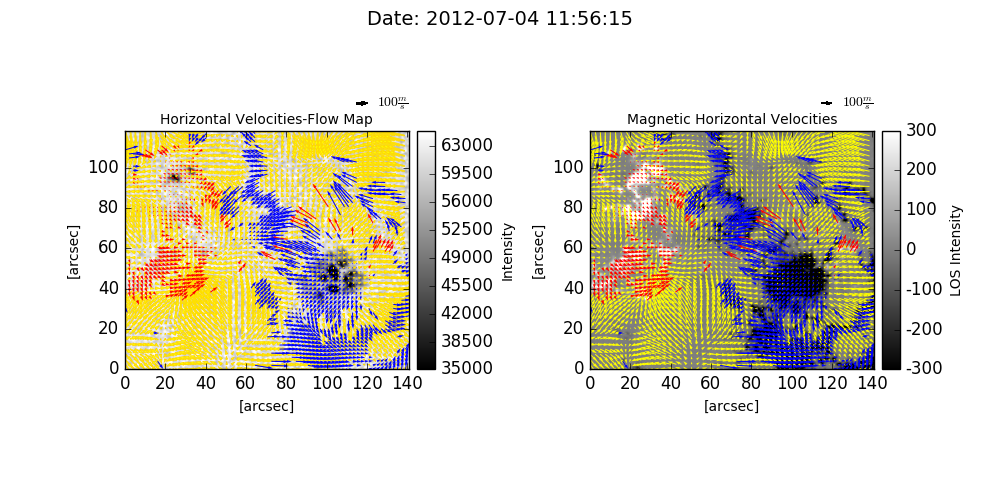 Date: 2012-07-04 11:56:15
100 m/s
Horizontal Velocities-Flow Map
63000
59500
56000
52500
49000
45500
42000
38500
35000
Intensity
100
80
60
40
20
0
[arcsec]
0 20 40 60 80 100 120 140
[arcsec]
100 m/s
Magnetic Horizontal Velocities
300
200
100
0
-100
-200
-300
LOS Intensity
100
80
60
40
20
0
[arcsec]
0 20 40 60 80 100 120 140
[arcsec]